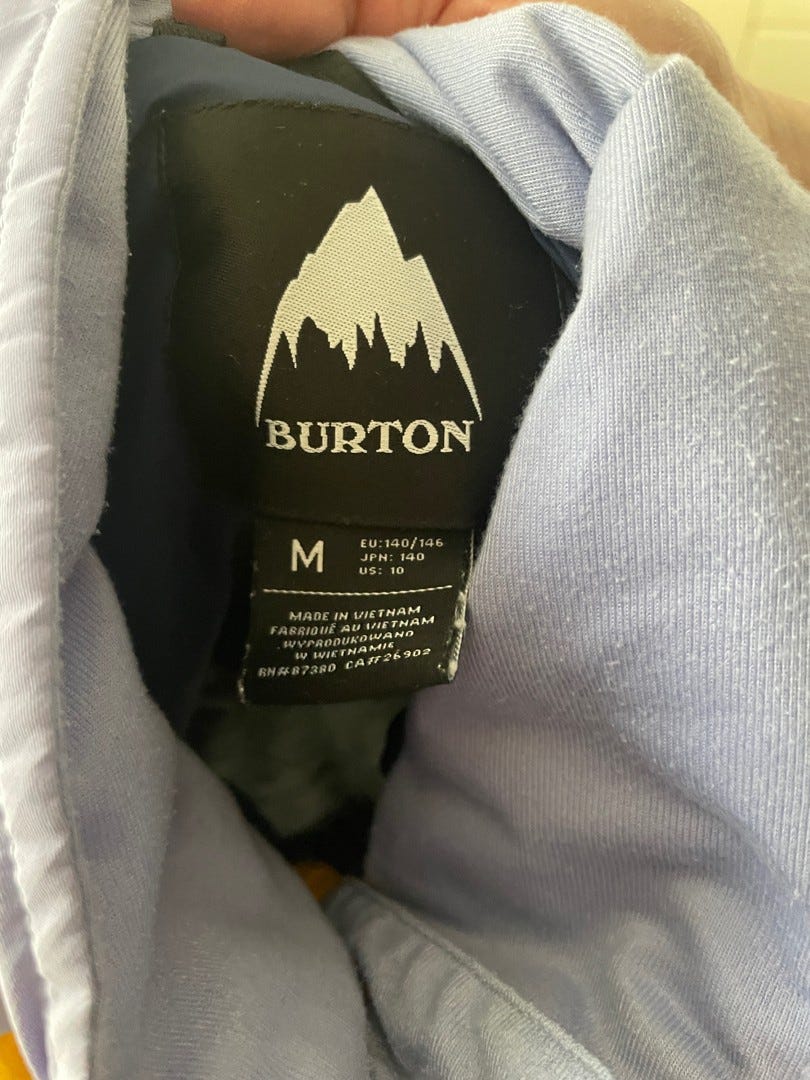 BURTON
M
EU:140/146
JPN: 140
US: 10
MADE IN VIETNAM
FABRIQUÉ AU VIETNAM
WYPRODUKOWANO
W WIETNAMIE
RN#87380 CA#26902